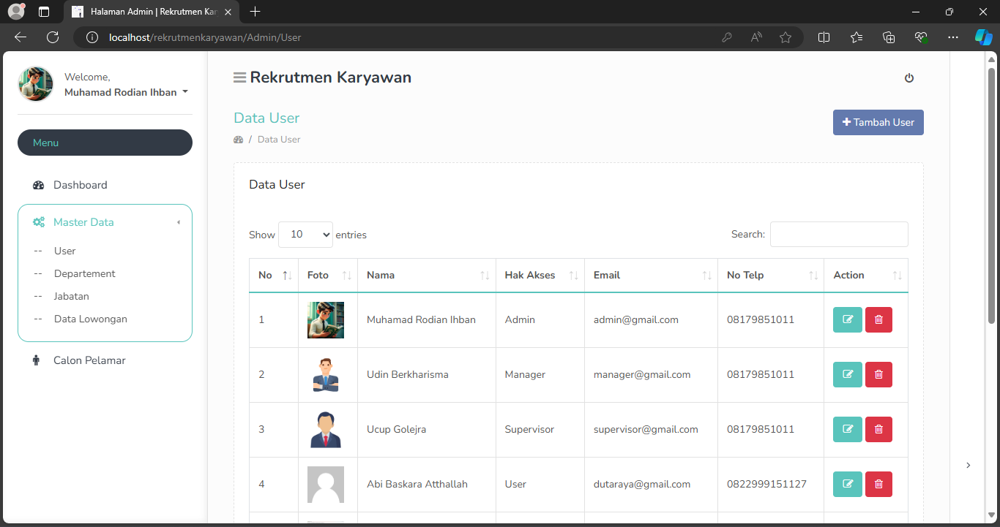 Halaman Admin | Rekrutmen Kar
localhost/rekrutmenkaryawan/Admin/User
Welcome,
Muhamad Rodian Ihban
Menu
Dashboard
Master Data
-- User
-- Departement
-- Jabatan
-- Data Lowongan
Calon Pelamar
Rekrutmen Karyawan
Data User
/ Data User
+ Tambah User
Data User
Show 10 entries
Search:
No Foto Nama Hak Akses Email No Telp Action
1 Muhamad Rodian Ihban Admin admin@gmail.com 08179851011
2 Udin Berkharisma Manager manager@gmail.com 08179851011
3 Ucup Golejra Supervisor supervisor@gmail.com 08179851011
4 Abi Baskara Atthallah User dutaraya@gmail.com 0822999151127